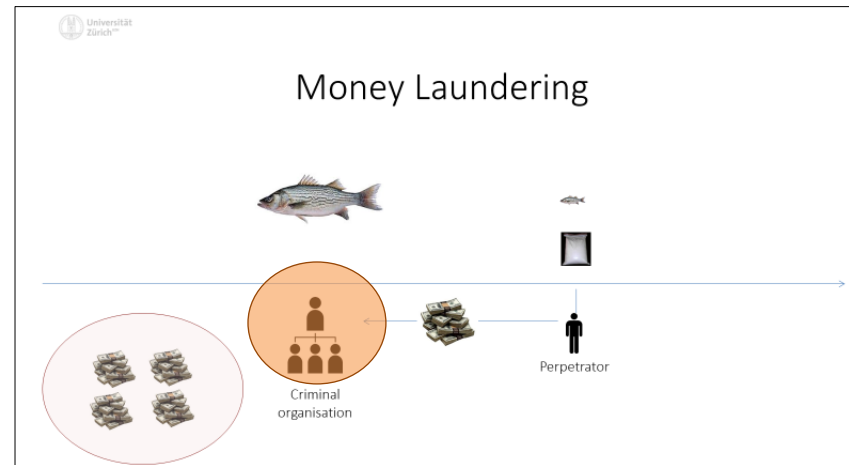 Universität
Zürich
Money Laundering
Perpetrator
Criminal
organisation